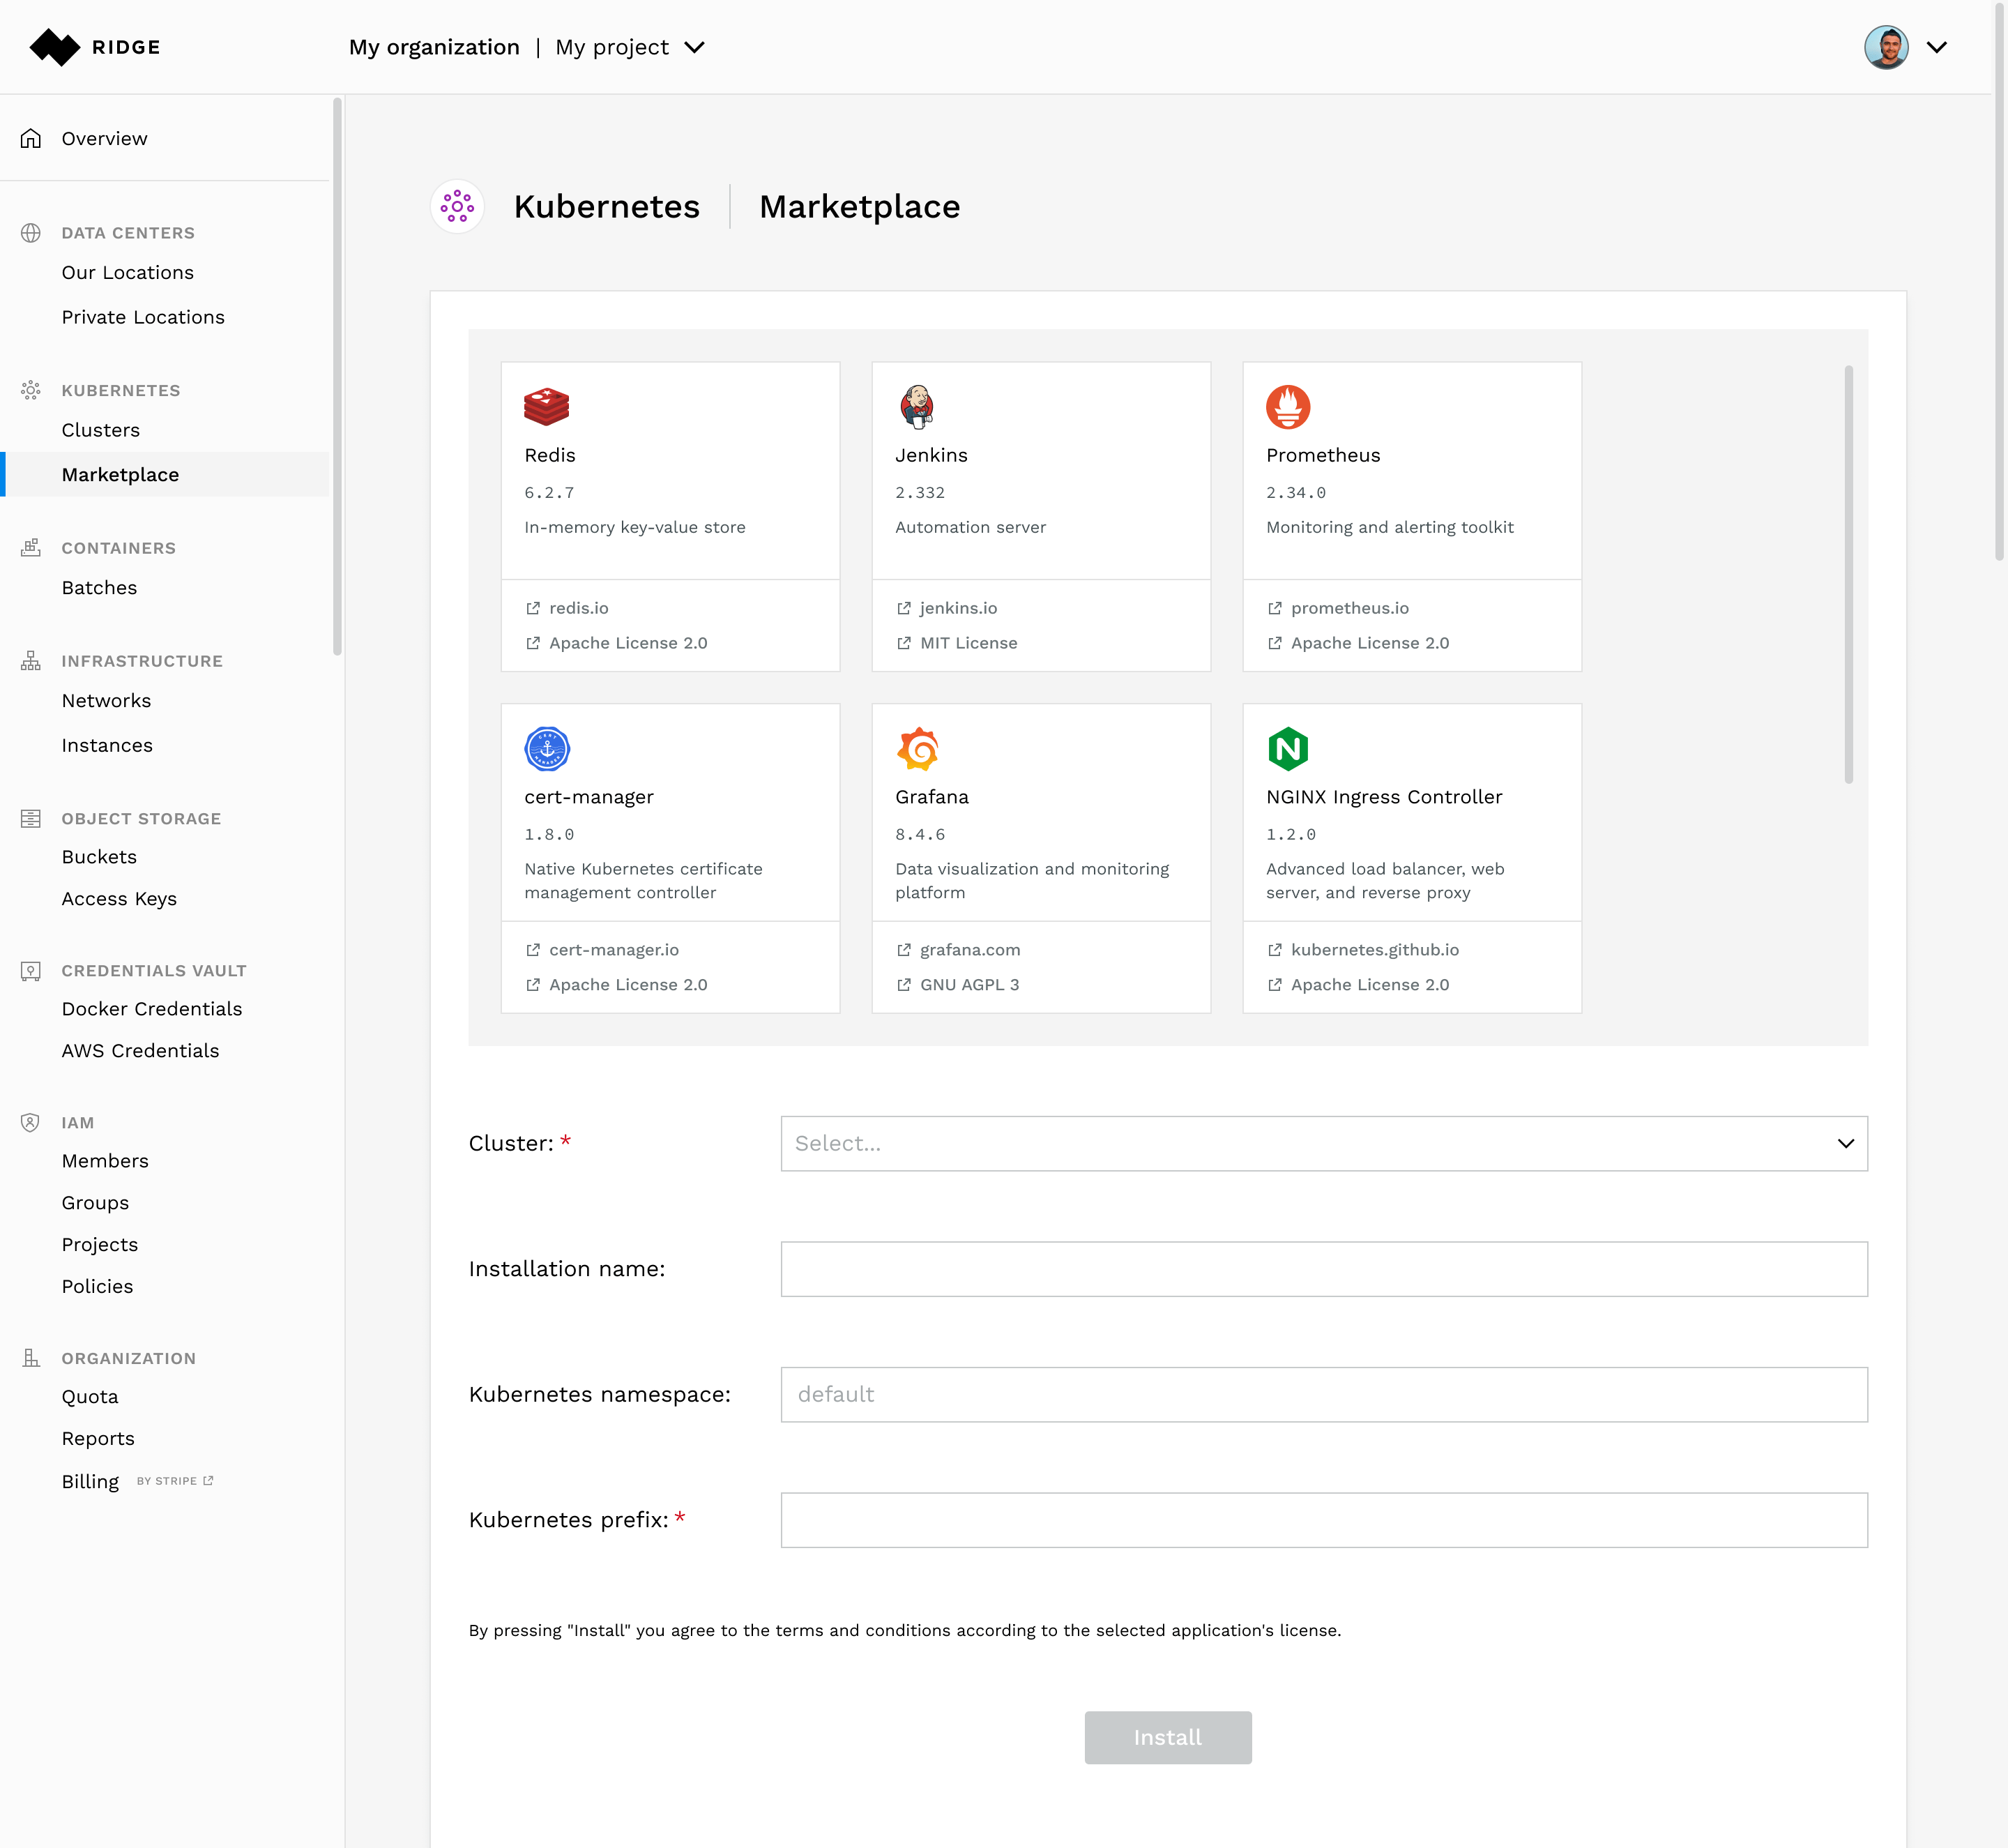 RIDGE
My organization | My project
Overview
DATA CENTERS
Our Locations
Private Locations
KUBERNETES
Clusters
Marketplace
CONTAINERS
Batches
INFRASTRUCTURE
Networks
Instances
OBJECT STORAGE
Buckets
Access Keys
CREDENTIALS VAULT
Docker Credentials
AWS Credentials
IAM
Members
Groups
Projects
Policies
ORGANIZATION
Quota
Reports
Billing BY STRIPE
Kubernetes | Marketplace
Redis
6.2.7
In-memory key-value store
redis.io
Apache License 2.0
Jenkins
2.332
Automation server
jenkins.io
MIT License
Prometheus
2.34.0
Monitoring and alerting toolkit
prometheus.io
Apache License 2.0
cert-manager
1.8.0
Native Kubernetes certificate
management controller
cert-manager.io
Apache License 2.0
Grafana
8.4.6
Data visualization and monitoring
platform
grafana.com
GNU AGPL 3
N
NGINX Ingress Controller
1.2.0
Advanced load balancer, web
server, and reverse proxy
kubernetes.github.io
Apache License 2.0
Cluster: *
Select...
Installation name:
Kubernetes namespace:
default
Kubernetes prefix: *
By pressing "Install" you agree to the terms and conditions according to the selected application's license.
Install